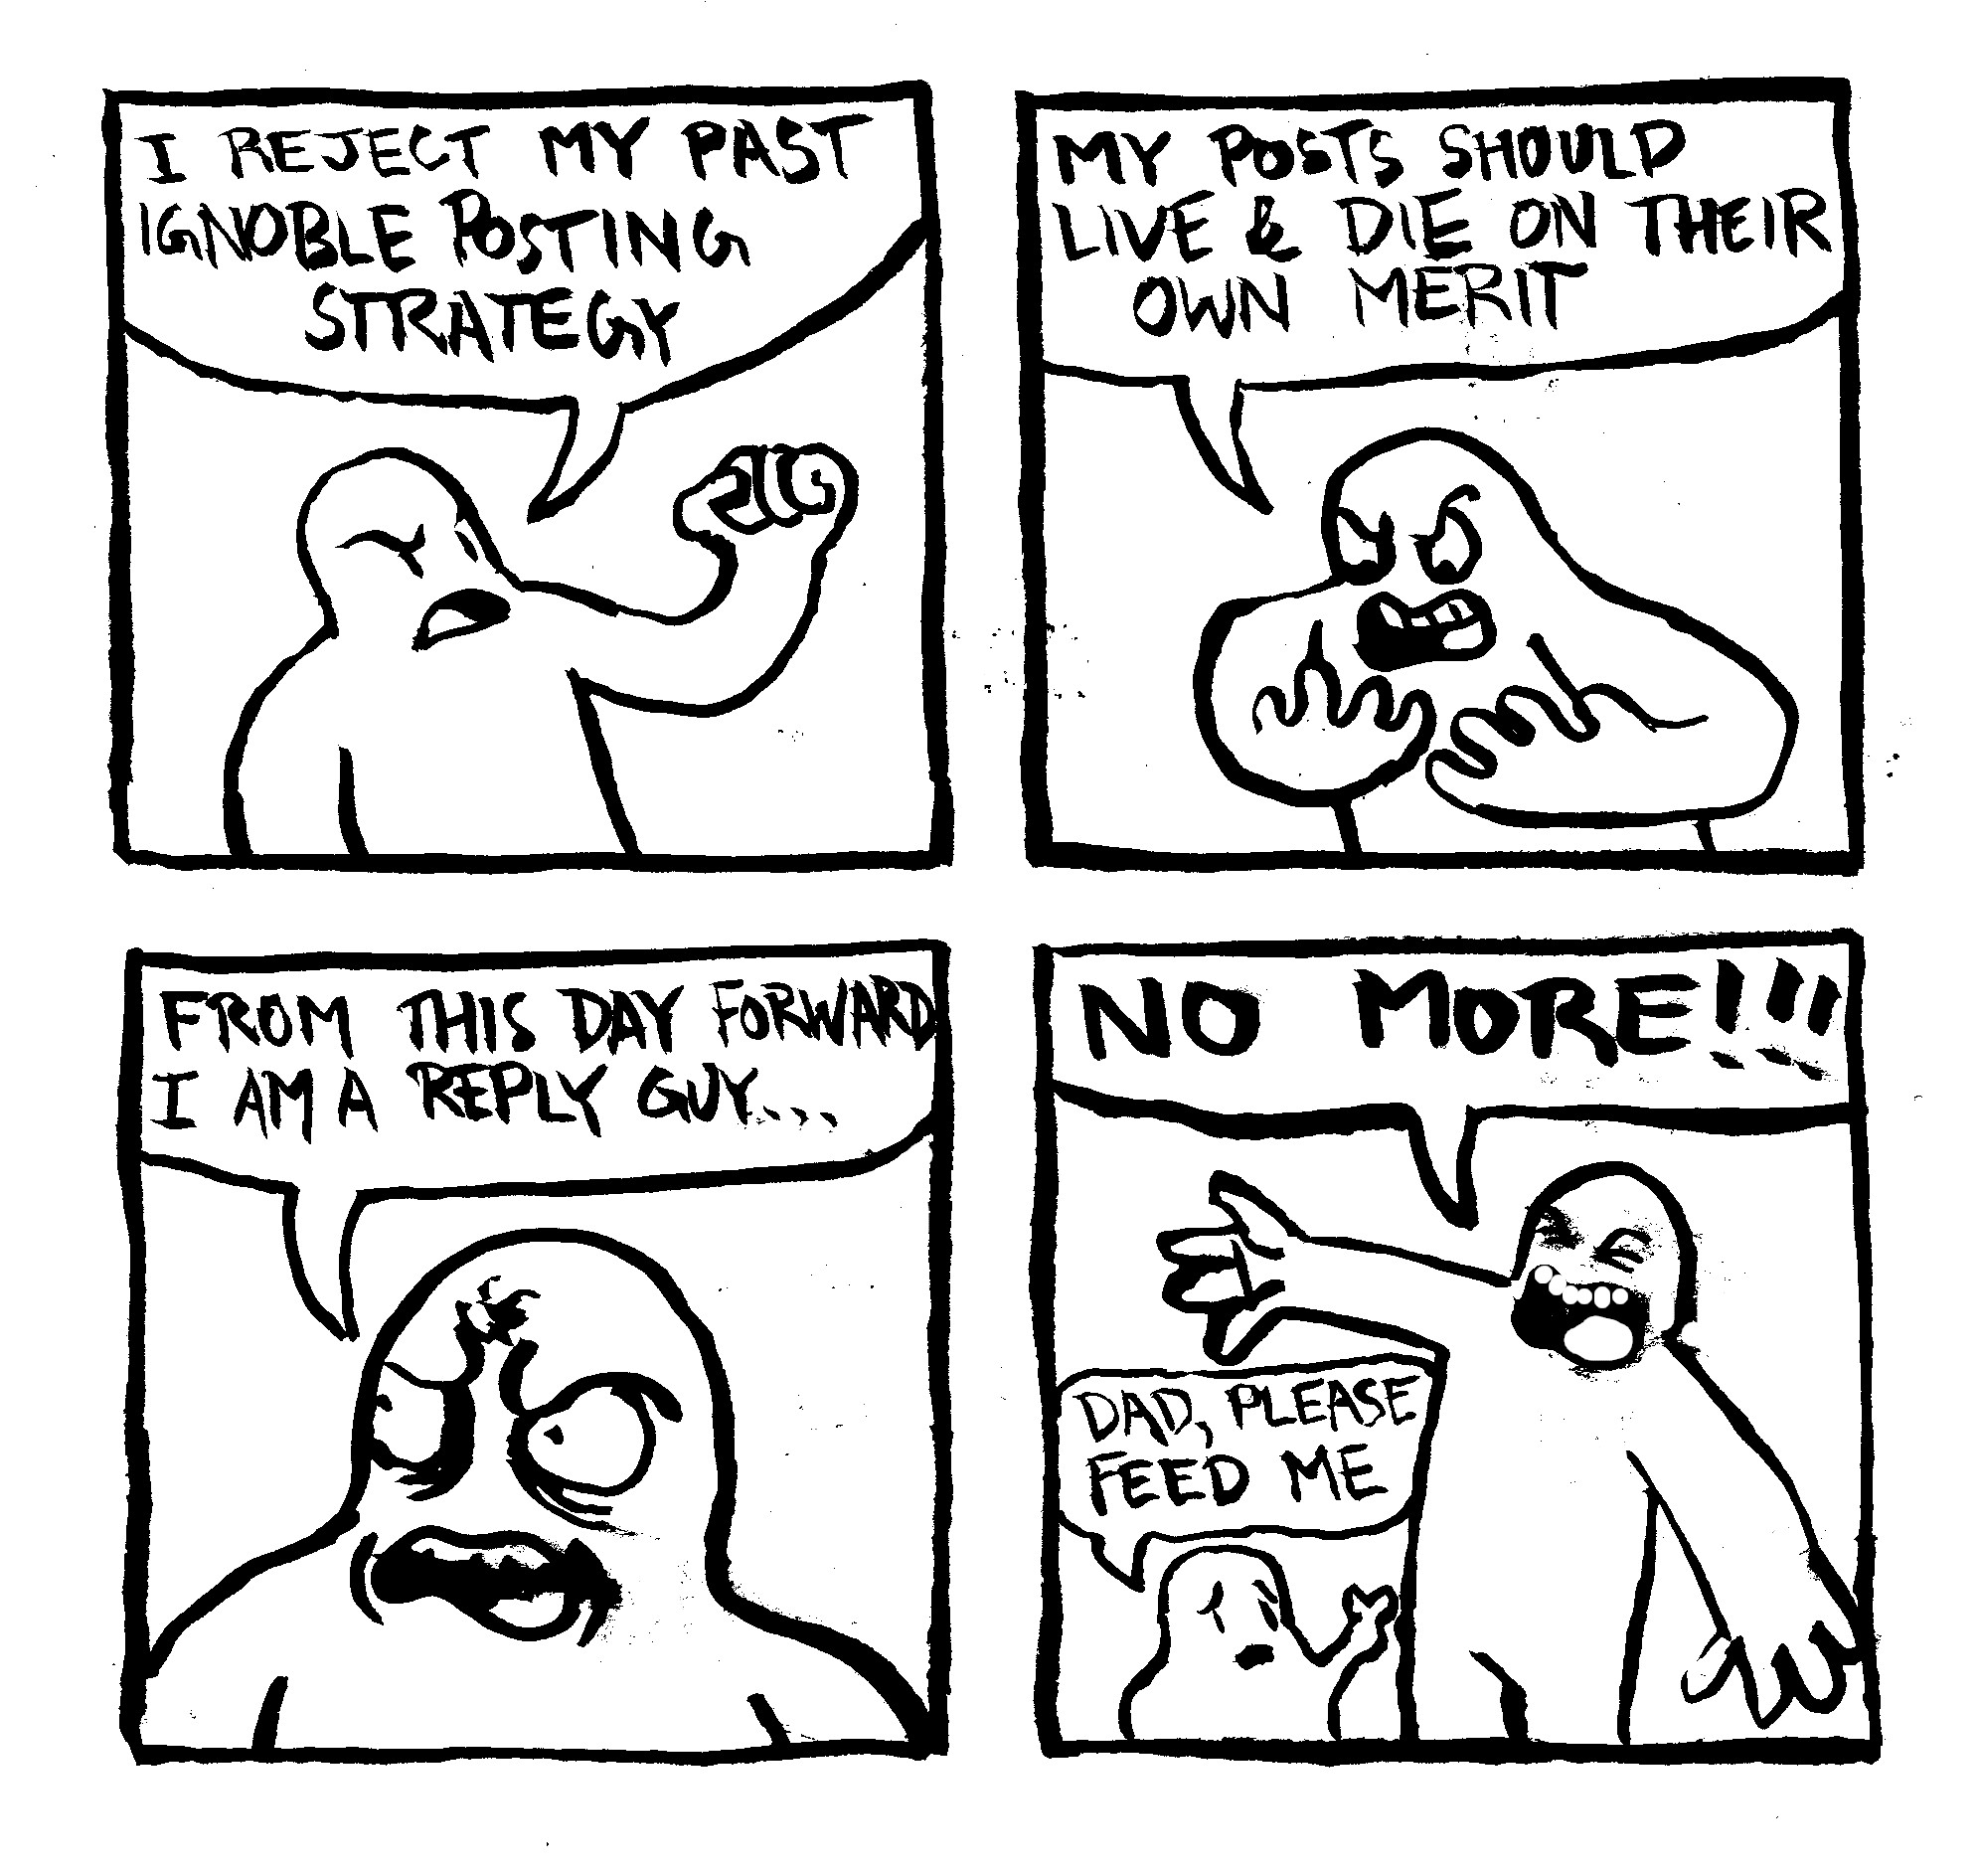 I REJECT MY PAST
IGNOBLE POSTING
STRATEGY
MY POSTS SHOULD
LIVE & DIE ON THEIR
OWN MERIT
FROM THIS DAY FORWARD
I AM A REPLY GUY...
NO MORE!!!
DAD, PLEASE
FEED ME